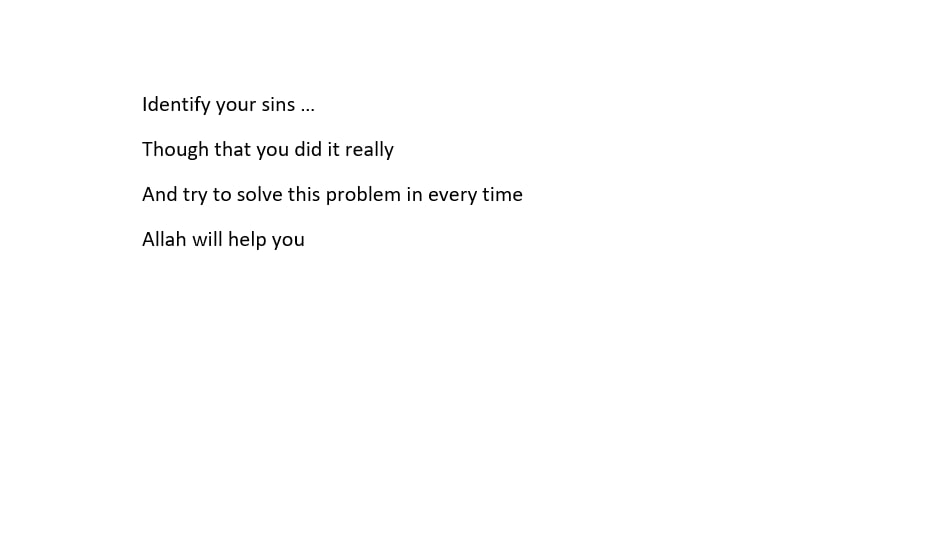 Identify your sins ...
Though that you did it really
And try to solve this problem in every time
Allah will help you